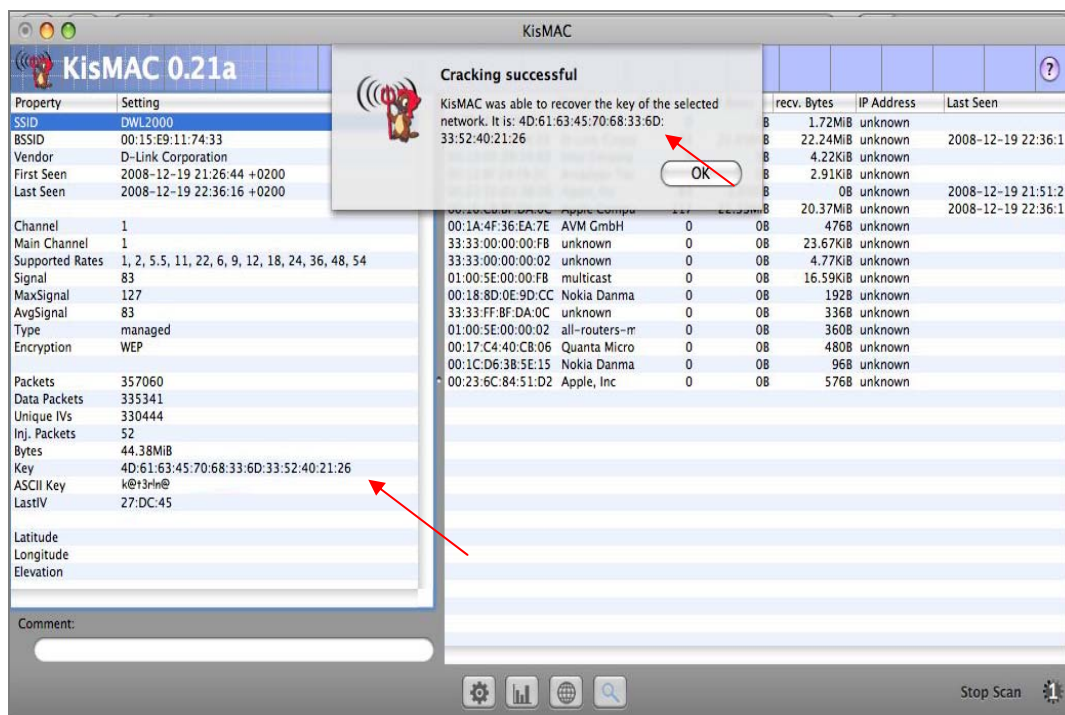 KisMAC
KisMAC 0.21a
?
Cracking successful
KisMAC was able to recover the key of the selected
network. It is: 4D:61:63:45:70:68:33:6D:
33:52:40:21:26
OK
Property Setting
SSID DWL2000
BSSID 00:15:E9:11:74:33
Vendor D-Link Corporation
First Seen 2008-12-19 21:26:44 +0200
Last Seen 2008-12-19 22:36:16 +0200
Channel 1
Main Channel 1
Supported Rates 1, 2, 5.5, 11, 22, 6, 9, 12, 18, 24, 36, 48, 54
Signal 83
MaxSignal 127
AvgSignal 83
Type managed
Encryption WEP
Packets 357060
Data Packets 335341
Unique IVs 330444
Inj. Packets 52
Bytes 44.38MiB
Key 4D:61:63:45:70:68:33:6D:33:52:40:21:26
ASCII Key k@t3rIn@
LastIV 27:DC:45
Latitude
Longitude
Elevation
Comment:
recv. Bytes IP Address Last Seen
B 1.72MiB unknown
B 22.24MiB unknown 2008-12-19 22:36:1
B 4.22KiB unknown
B 2.91KiB unknown
0B unknown 2008-12-19 21:51:2
20.37MiB unknown 2008-12-19 22:36:1
00:1A:4F:36:EA:7E AVM GmbH 0 0B 476B unknown
33:33:00:00:00:FB unknown 0 0B 23.67KiB unknown
33:33:00:00:00:02 unknown 0 0B 4.77KiB unknown
01:00:5E:00:00:FB multicast 0 0B 16.59KiB unknown
00:18:8D:0E:9D:CC Nokia Danma 0 0B 192B unknown
33:33:FF:BF:DA:0C unknown 0 0B 336B unknown
01:00:5E:00:00:02 all-routers-m 0 0B 360B unknown
00:17:C4:40:CB:06 Quanta Micro 0 0B 480B unknown
00:1C:D6:3B:5E:15 Nokia Danma 0 0B 96B unknown
00:23:6C:84:51:D2 Apple, Inc 0 0B 576B unknown
Stop Scan 1